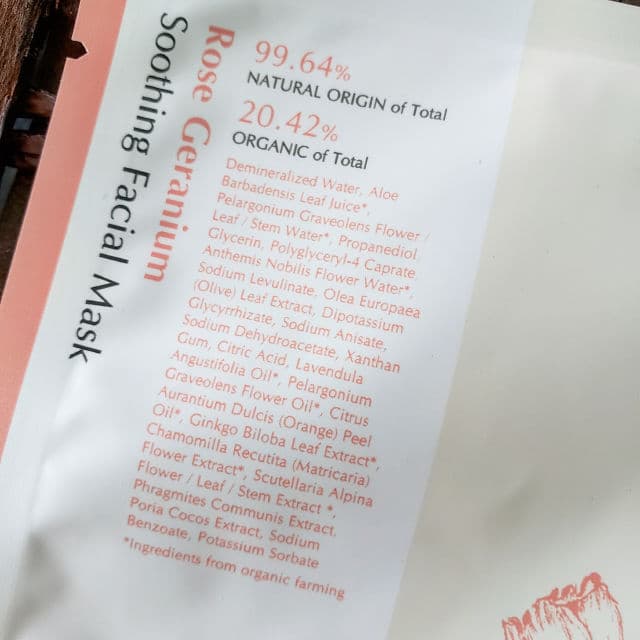 Rose Geranium
Soothing Facial Mask
99.64%
NATURAL ORIGIN of Total
20.42%
ORGANIC of Total
Demineralized Water, Aloe
Barbadensis Leaf Juice*,
Pelargonium Graveolens Flower /
Leaf / Stem Water*, Propanediol,
Glycerin, Polyglyceryl-4 Caprate,
Anthemis Nobilis Flower Water*,
Sodium Levulinate, Olea Europaea
(Olive) Leaf Extract, Dipotassium
Glycyrrhizate, Sodium Anisate,
Sodium Dehydroacetate, Xanthan
Gum, Citric Acid, Lavendula
Angustifolia Oil*, Pelargonium
Graveolens Flower Oil*, Citrus
Aurantium Dulcis (Orange) Peel
Oil*, Ginkgo Biloba Leaf Extract*,
Chamomilla Recutita (Matricaria)
Flower Extract*, Scutellaria Alpina
Flower / Leaf / Stem Extract *,
Phragmites Communis Extract,
Poria Cocos Extract, Sodium
Benzoate, Potassium Sorbate
*Ingredients from organic farming